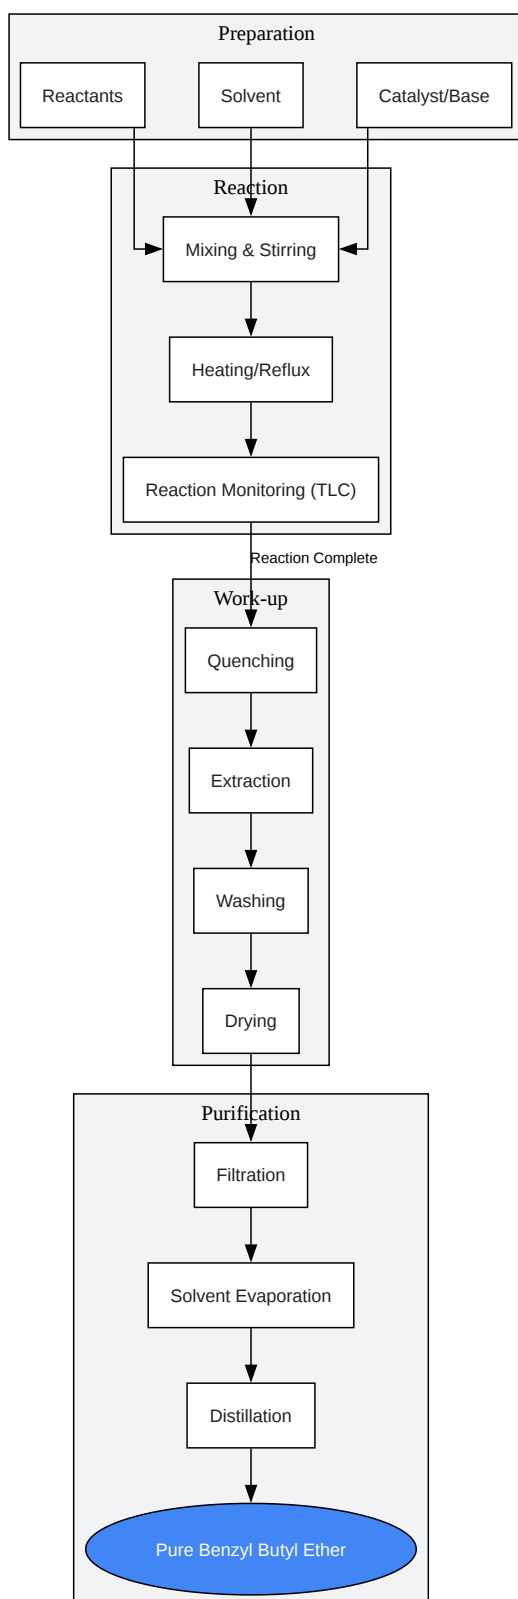 Preparation
Reactants
Solvent
Catalyst/Base
Reaction
Mixing & Stirring
Heating/Reflux
Reaction Monitoring (TLC)
Reaction Complete
Work-up
Quenching
Extraction
Washing
Drying
Purification
Filtration
Solvent Evaporation
Distillation
Pure Benzyl Butyl Ether